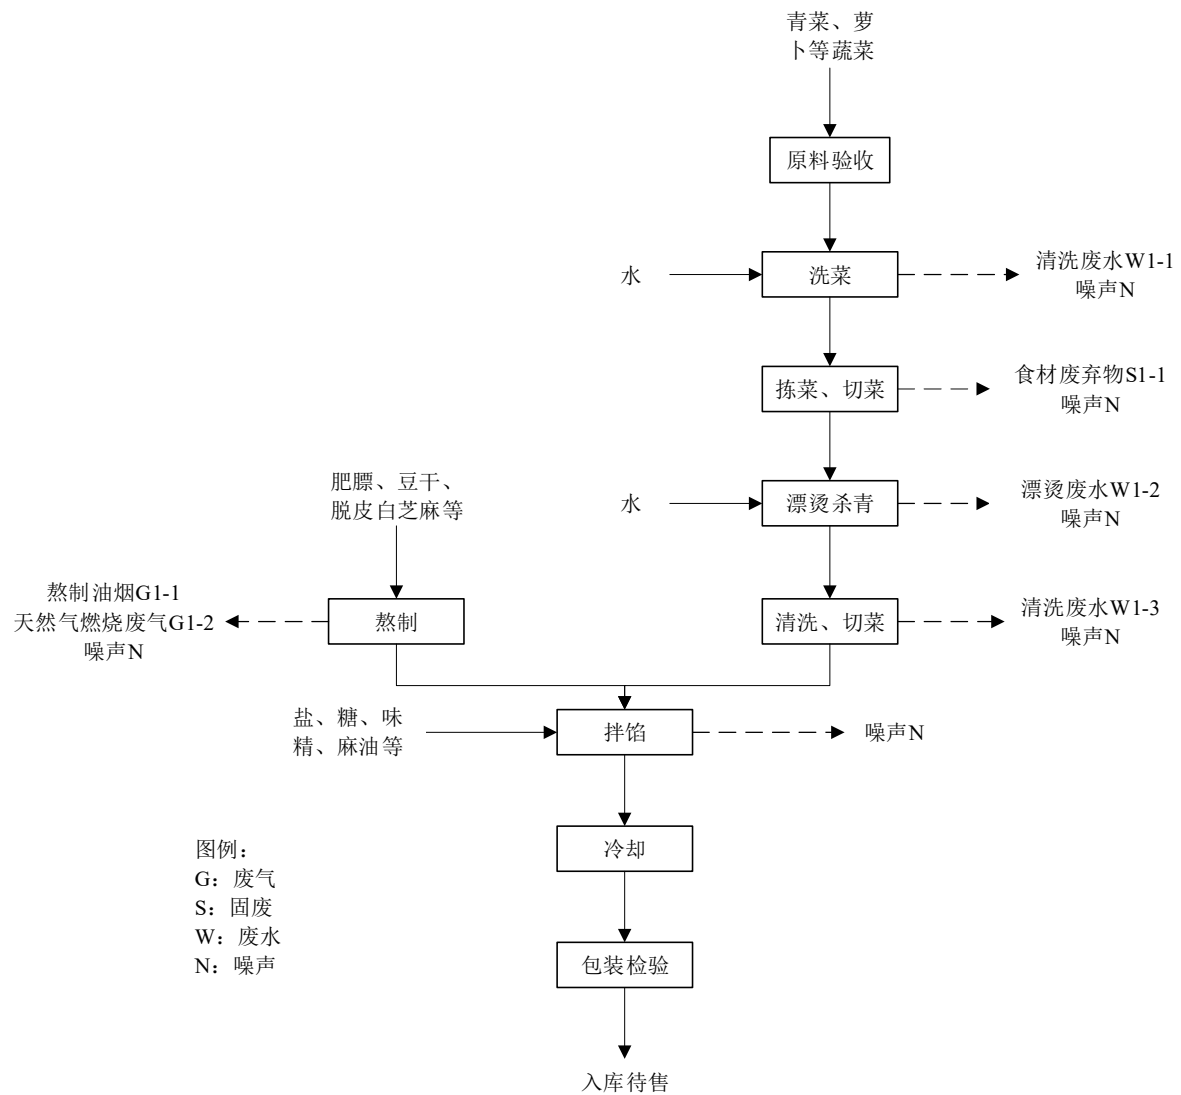 青菜、萝
卜等蔬菜
原料验收
水
洗菜
清洗废水W1-1
噪声N
拣菜、切菜
食材废弃物S1-1
噪声N
肥膘、豆干、
脱皮白芝麻等
水
漂烫杀青
漂烫废水W1-2
噪声N
熬制油烟G1-1
天然气燃烧废气G1-2
噪声N
熬制
清洗、切菜
清洗废水W1-3
噪声N
盐、糖、味
精、麻油等
拌馅
噪声N
冷却
图例：
G：废气
S：固废
W：废水
N：噪声
包装检验
入库待售